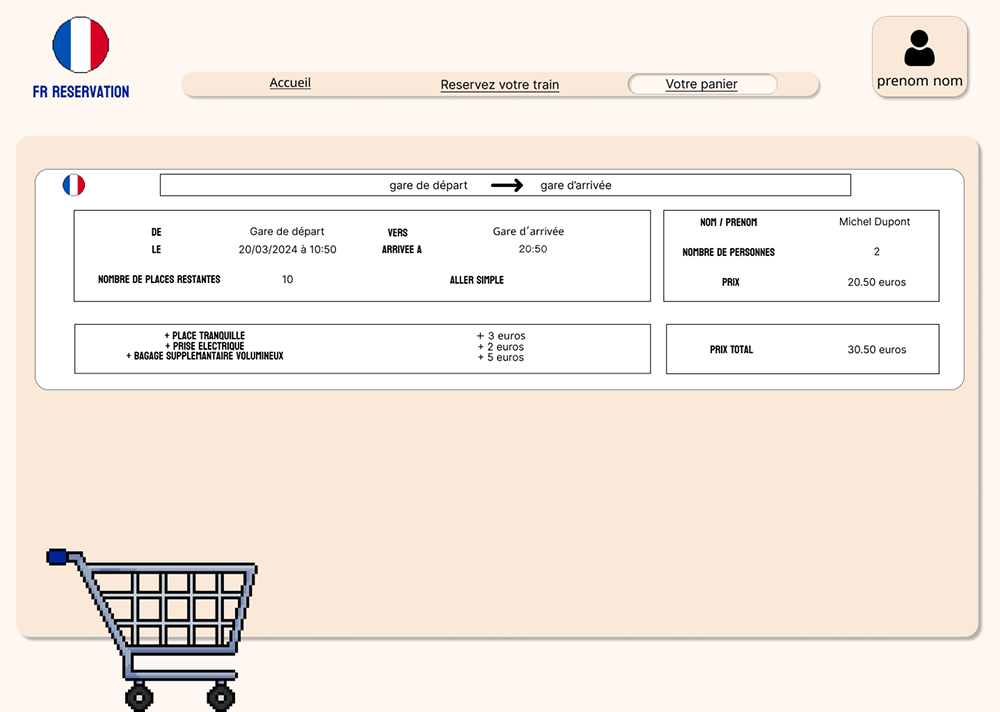 FR RESERVATION
Accueil
Reservez votre train
Votre panier
prenom nom
gare de départ → gare d'arrivée
DE Gare de départ VERS Gare d'arrivée
LE 20/03/2024 à 10:50 ARRIVEE A 20:50
NOMBRE DE PLACES RESTANTES 10 ALLER SIMPLE
NOM / PRENOM Michel Dupont
NOMBRE DE PERSONNES 2
PRIX 20.50 euros
+ PLACE TRANQUILLE + 3 euros
+ PRISE ELECTRIQUE + 2 euros
+ BAGAGE SUPPLEMANTAIRE VOLUMINEUX + 5 euros
PRIX TOTAL 30.50 euros